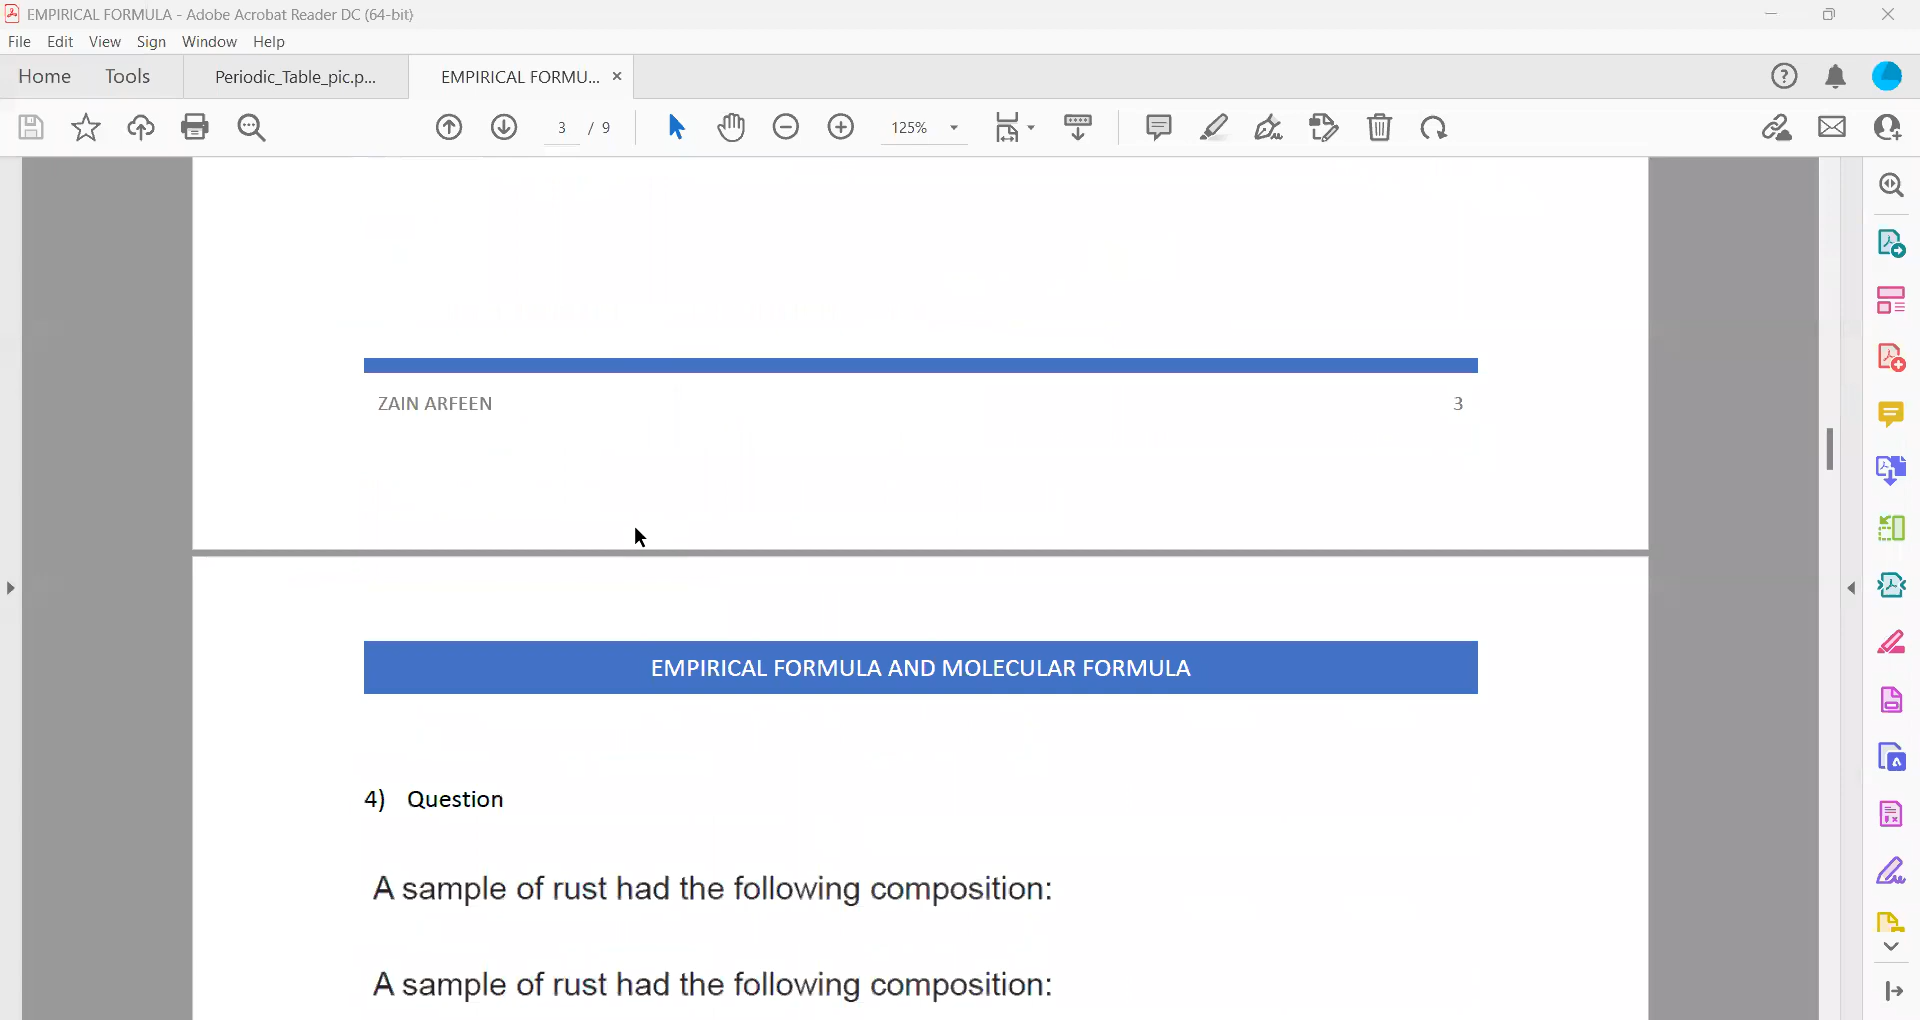 EMPIRICAL FORMULA - Adobe Acrobat Reader DC (64-bit)
File Edit View Sign Window Help
Home Tools Periodic_Table_pic.p... EMPIRICAL FORMU... ×
3 / 9 125%
ZAIN ARFEEN 3
EMPIRICAL FORMULA AND MOLECULAR FORMULA
4) Question
A sample of rust had the following composition:
A sample of rust had the following composition: